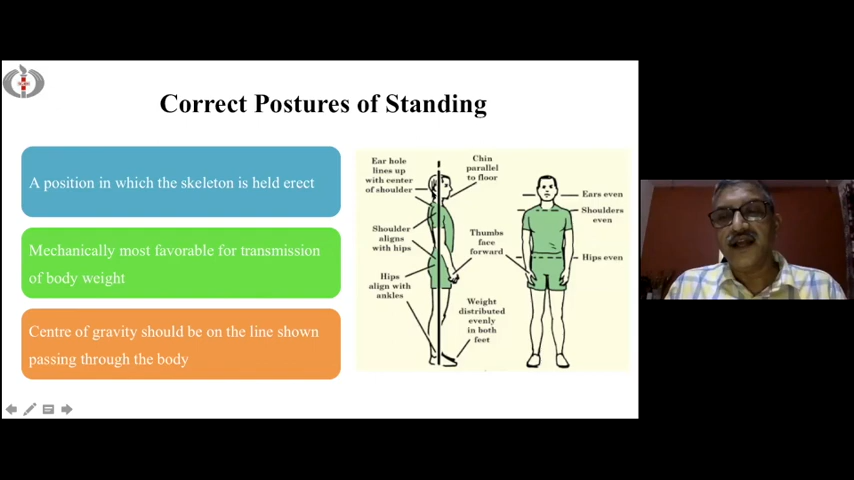 Correct Postures of Standing
A position in which the skeleton is held erect
Mechanically most favorable for transmission
of body weight
Centre of gravity should be on the line shown
passing through the body
Ear hole
lines up
with center
of shoulder
Chin
parallel
to floor
Shoulder
aligns
with hips
Thumbs
face
forward
Hips
align with
ankles
Weight
distributed
evenly
in both
feet
Ears even
Shoulders
even
Hips even